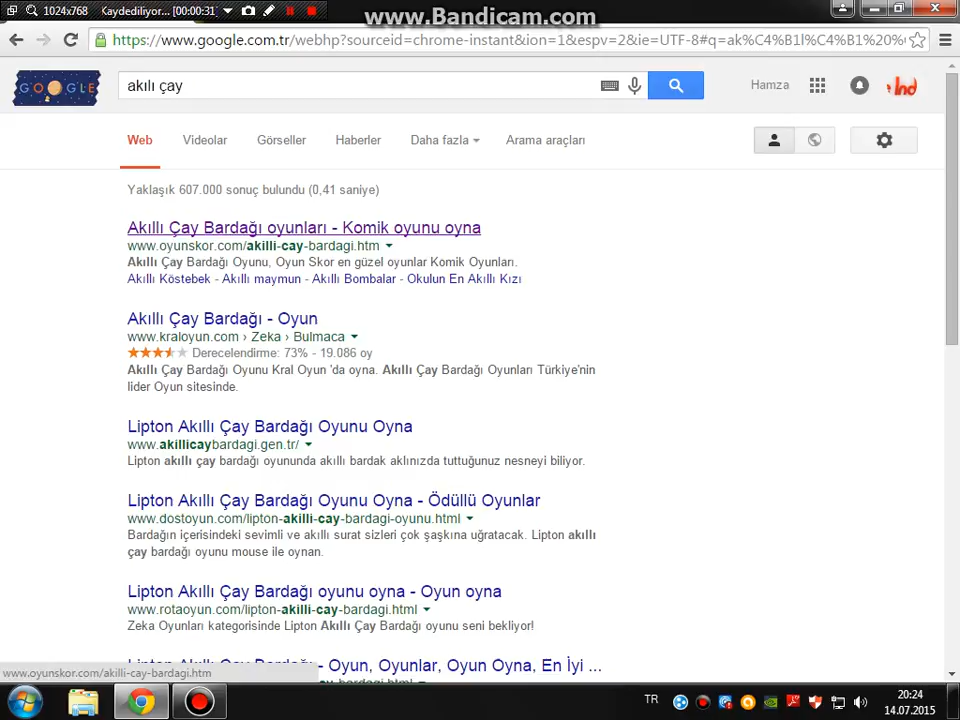 1024x768 Kaydediliyor... [00:00:31]
www.Bandicam.com
https://www.google.com.tr/webhp?sourceid=chrome-instant&ion=1&espv=2&ie=UTF-8#q=ak%C4%B1l%C4%B1%20%
GOOGLE akılı çay Hamza
Web Videolar Görseller Haberler Daha fazla Arama araçları
Yaklaşık 607.000 sonuç bulundu (0,41 saniye)
Akıllı Çay Bardağı oyunları - Komik oyunu oyna
www.oyunskor.com/akilli-cay-bardagi.htm
Akıllı Çay Bardağı Oyunu, Oyun Skor en güzel oyunlar Komik Oyunları.
Akıllı Köstebek - Akıllı maymun - Akıllı Bombalar - Okulun En Akıllı Kızı
Akıllı Çay Bardağı - Oyun
www.kraloyun.com › Zeka › Bulmaca
Derecelendirme: 73% - 19.086 oy
Akıllı Çay Bardağı Oyunu Kral Oyun 'da oyna. Akıllı Çay Bardağı Oyunları Türkiye'nin
lider Oyun sitesinde.
Lipton Akıllı Çay Bardağı Oyunu Oyna
www.akillicaybardagi.gen.tr/
Lipton akıllı çay bardağı oyununda akıllı bardak aklınızda tuttuğunuz nesneyi biliyor.
Lipton Akıllı Çay Bardağı Oyunu Oyna - Ödüllü Oyunlar
www.dostoyun.com/lipton-akilli-cay-bardagi-oyunu.html
Bardağın içerisindeki sevimli ve akıllı surat sizleri çok şaşkına uğratacak. Lipton akıllı
çay bardağı oyunu mouse ile oynan.
Lipton Akıllı Çay Bardağı oyunu oyna - Oyun oyna
www.rotaoyun.com/lipton-akilli-cay-bardagi.html
Zeka Oyunları kategorisinde Lipton Akıllı Çay Bardağı oyunu seni bekliyor!
Lipton Akıllı Çay Bardağı - Oyun, Oyunlar, Oyun Oyna, En İyi ...
www.oyunskor.com/akilli-cay-bardagi.htm
TR 20:24
14.07.2015